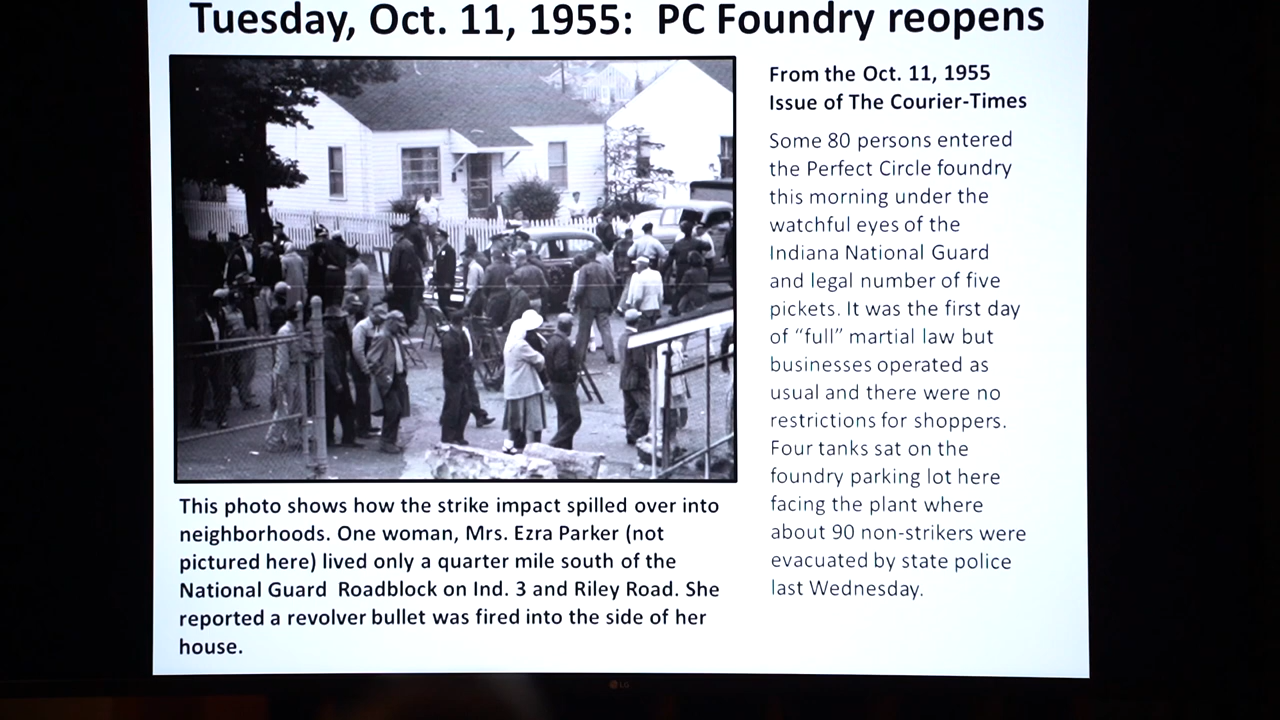 Tuesday, Oct. 11, 1955: PC Foundry reopens
From the Oct. 11, 1955
Issue of The Courier-Times
Some 80 persons entered
the Perfect Circle foundry
this morning under the
watchful eyes of the
Indiana National Guard
and legal number of five
pickets. It was the first day
of “full” martial law but
businesses operated as
usual and there were no
restrictions for shoppers.
Four tanks sat on the
foundry parking lot here
facing the plant where
about 90 non-strikers were
evacuated by state police
last Wednesday.
This photo shows how the strike impact spilled over into
neighborhoods. One woman, Mrs. Ezra Parker (not
pictured here) lived only a quarter mile south of the
National Guard Roadblock on Ind. 3 and Riley Road. She
reported a revolver bullet was fired into the side of her
house.
LG